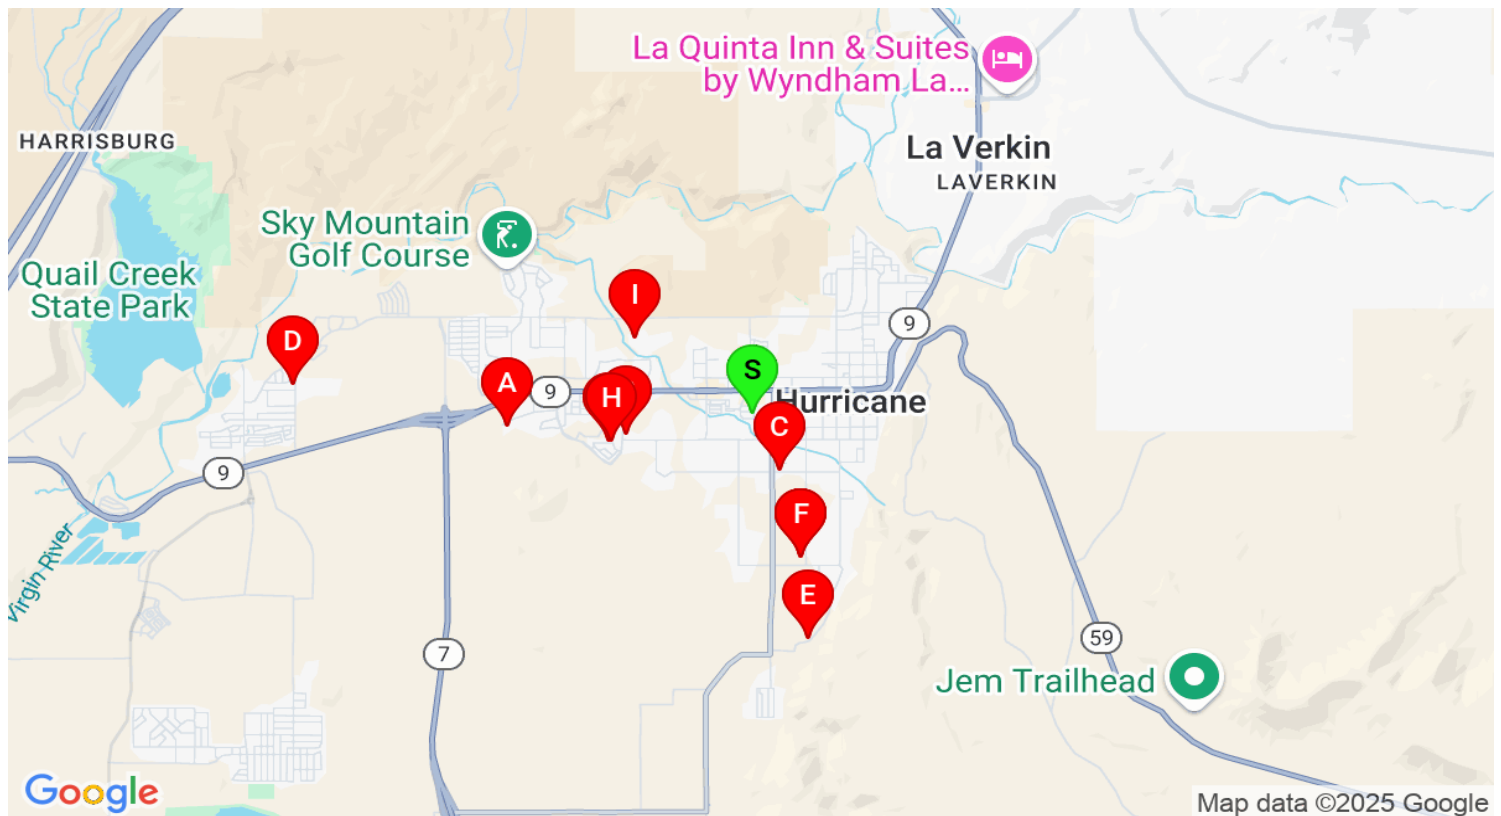 La Quinta Inn & Suites
by Wyndham La...
HARRISBURG
La Verkin
LAVERKIN
Sky Mountain
Golf Course
Quail Creek
State Park
I
9
D
S
A
9
H
Hurricane
C
9
F
Virgin River
E
59
7
Jem Trailhead
Google
Map data ©2025 Google